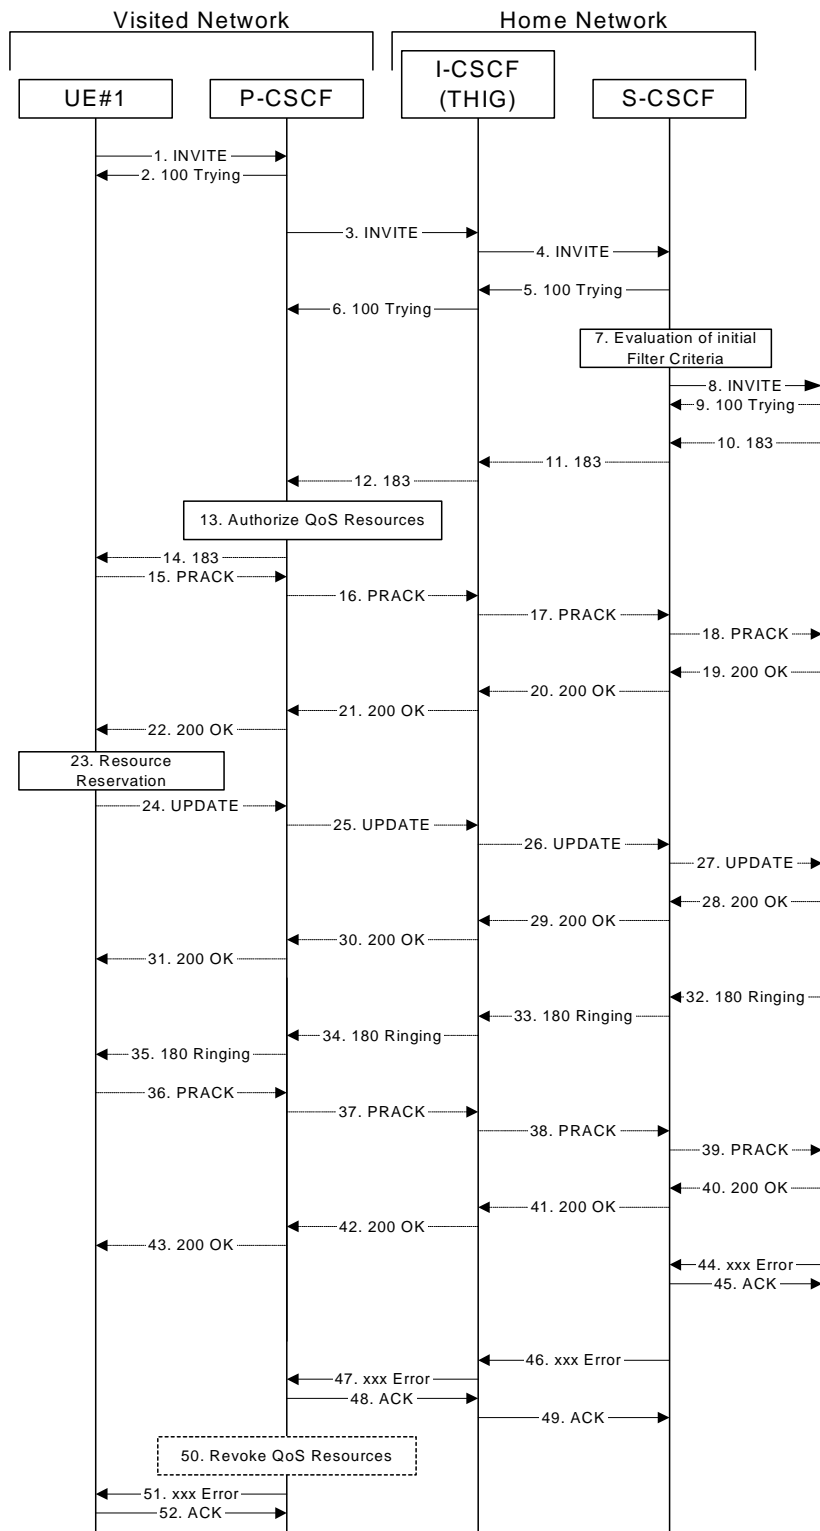 Visited Network
Home Network
UE#1
P-CSCF
I-CSCF
(THIG)
S-CSCF
1. INVITE
2. 100 Trying
3. INVITE
4. INVITE
5. 100 Trying
6. 100 Trying
7. Evaluation of initial
Filter Criteria
8. INVITE
9. 100 Trying
10. 183
11. 183
12. 183
13. Authorize QoS Resources
14. 183
15. PRACK
16. PRACK
17. PRACK
18. PRACK
19. 200 OK
20. 200 OK
21. 200 OK
22. 200 OK
23. Resource
Reservation
24. UPDATE
25. UPDATE
26. UPDATE
27. UPDATE
28. 200 OK
29. 200 OK
30. 200 OK
31. 200 OK
32. 180 Ringing
33. 180 Ringing
34. 180 Ringing
35. 180 Ringing
36. PRACK
37. PRACK
38. PRACK
39. PRACK
40. 200 OK
41. 200 OK
42. 200 OK
43. 200 OK
44. xxx Error
45. ACK
46. xxx Error
47. xxx Error
48. ACK
49. ACK
50. Revoke QoS Resources
51. xxx Error
52. ACK